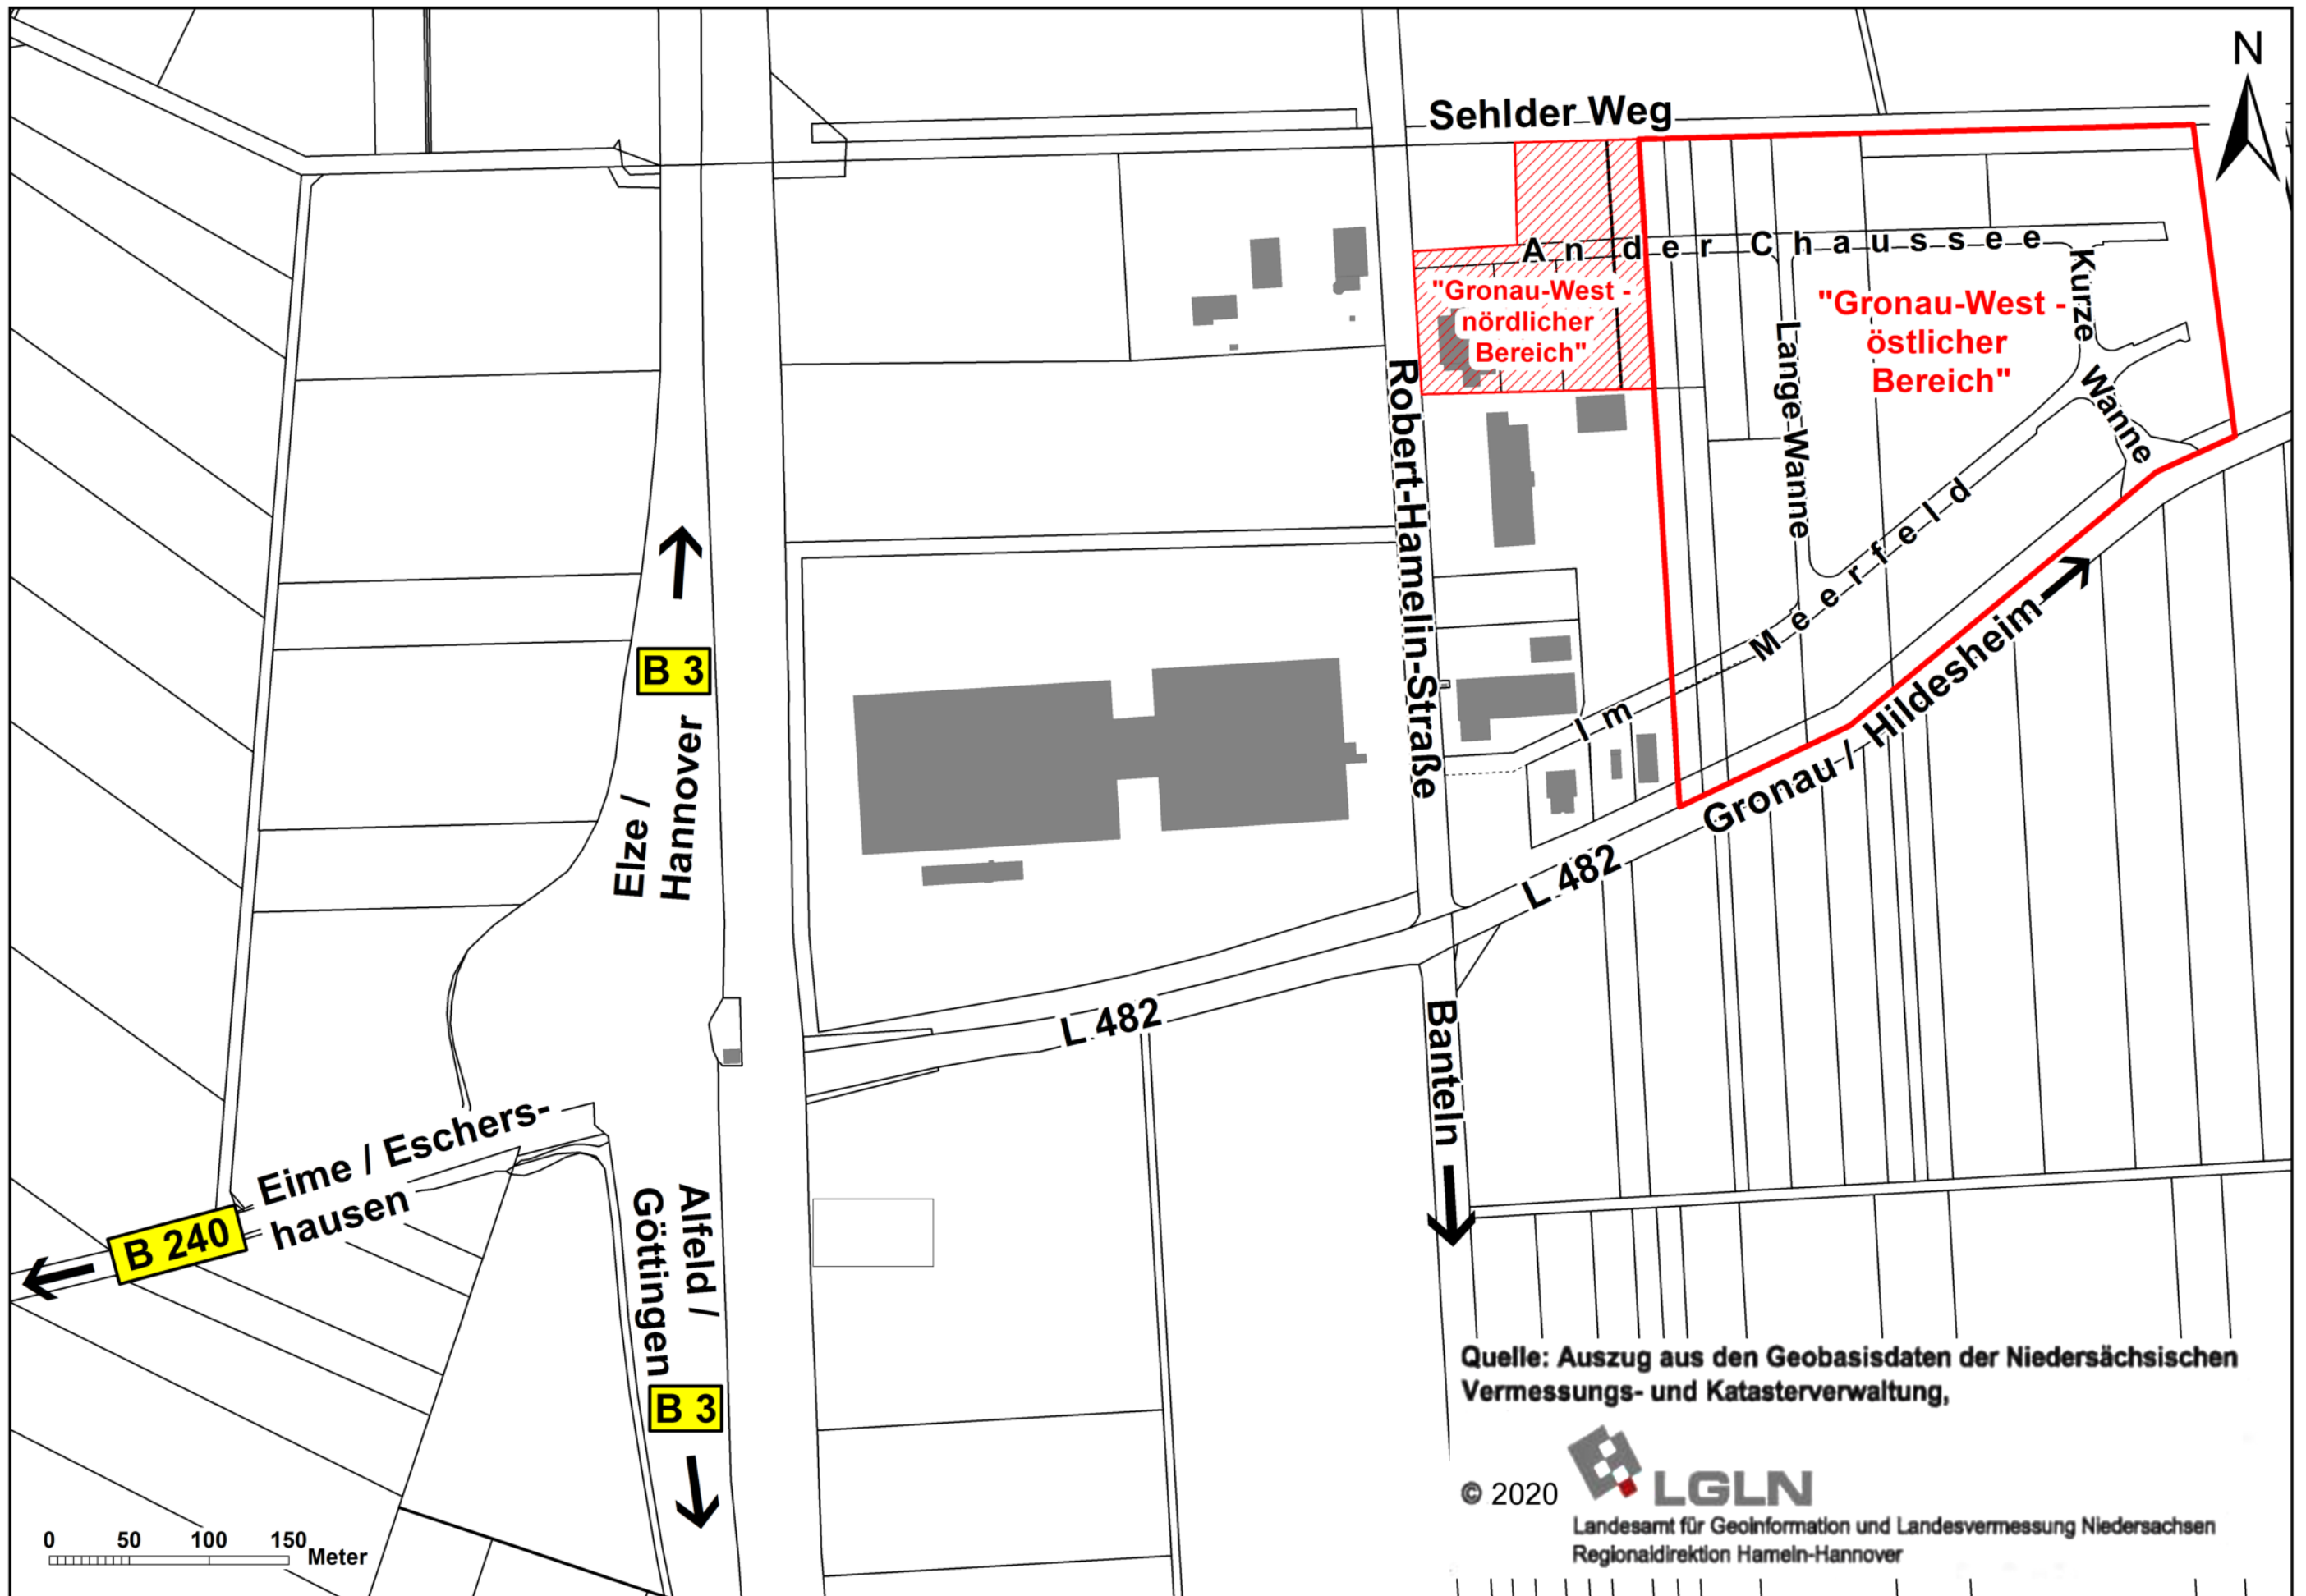 N
Sehlder Weg
An der Chaussee
"Gronau-West -
nördlicher
Bereich"
"Gronau-West -
östlicher
Bereich"
Kurze
Wanne
Lange Wanne
Robert-Hamelin-Straße
Im Meerfeld
B 3
Elze /
Hannover
Gronau / Hildesheim
L 482
L 482
Banteln
Eime / Eschers-
hausen
B 240
Alfeld /
Göttingen
B 3
Quelle: Auszug aus den Geobasisdaten der Niedersächsischen
Vermessungs- und Katasterverwaltung,
© 2020
LGLN
Landesamt für Geoinformation und Landesvermessung Niedersachsen
Regionaldirektion Hameln-Hannover
0 50 100 150 Meter